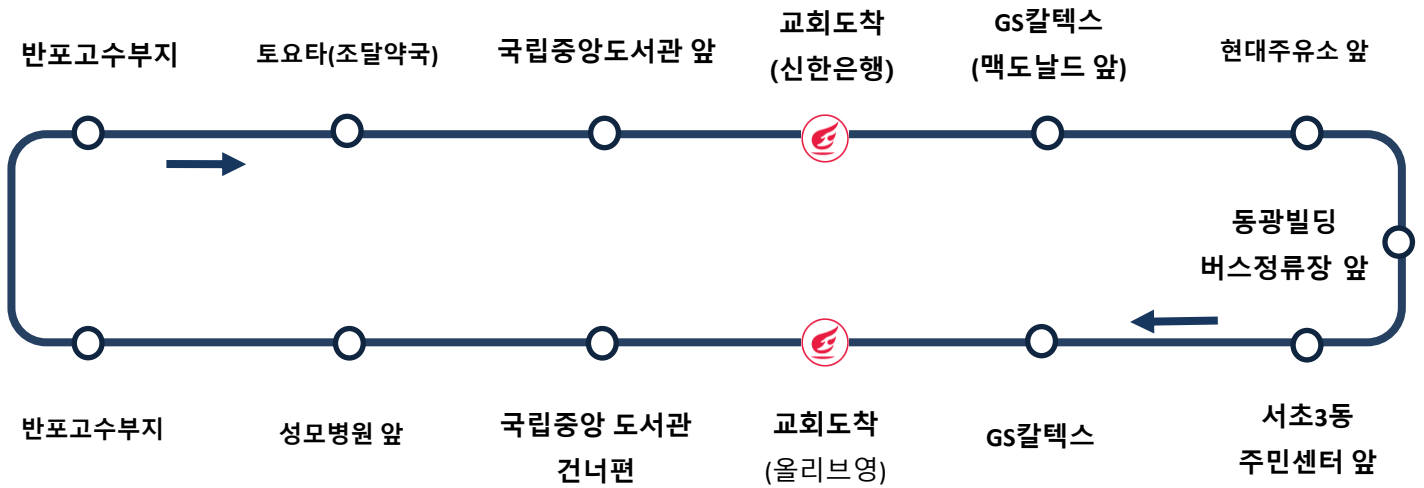 반포고수부지
토요타(조달약국)
국립중앙도서관 앞
교회도착
(신한은행)
GS칼텍스
(맥도날드 앞)
현대주유소 앞
동광빌딩
버스정류장 앞
반포고수부지
성모병원 앞
국립중앙 도서관
건너편
교회도착
(올리브영)
GS칼텍스
서초3동
주민센터 앞